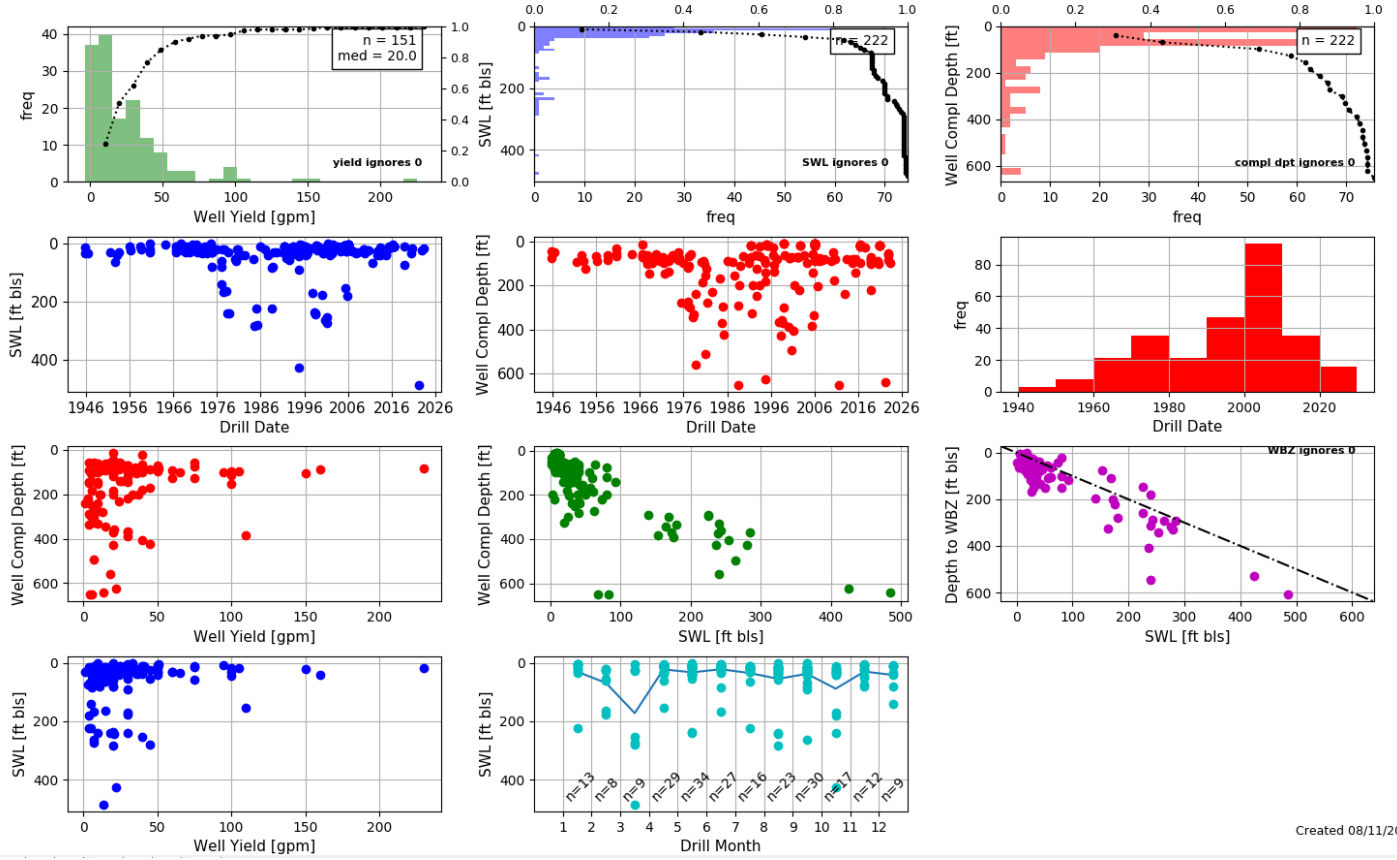 0.0 0.2 0.4 0.6 0.8 1.0
0.0 0.2 0.4 0.6 0.8 1.0
n = 151
med = 20.0
n = 222
n = 222
yield ignores 0
SWL ignores 0
compl dpt ignores 0
freq
40
30
20
10
0
1.0
0.8
0.6
0.4
0.2
0.0
SWL [ft bls]
0
200
400
Well Compl Depth [ft]
0
200
400
600
0 50 100 150 200
Well Yield [gpm]
0 10 20 30 40 50 60 70
freq
0 10 20 30 40 50 60 70
freq
SWL [ft bls]
0
200
400
1946 1956 1966 1976 1986 1996 2006 2016 2026
Drill Date
Well Compl Depth [ft]
0
200
400
600
1946 1956 1966 1976 1986 1996 2006 2016 2026
Drill Date
freq
80
60
40
20
0
1940 1960 1980 2000 2020
Drill Date
Well Compl Depth [ft]
0
200
400
600
0 50 100 150 200
Well Yield [gpm]
Well Compl Depth [ft]
0
200
400
600
0 100 200 300 400 500
SWL [ft bls]
WBZ ignores 0
Depth to WBZ [ft bls]
0
200
400
600
0 100 200 300 400 500 600
SWL [ft bls]
SWL [ft bls]
0
200
400
0 50 100 150 200
Well Yield [gpm]
SWL [ft bls]
0
200
400
n=13 n=8 n=9 n=29 n=34 n=27 n=16 n=23 n=30 n=17 n=12 n=9
1 2 3 4 5 6 7 8 9 10 11 12
Drill Month
Created 08/11/20